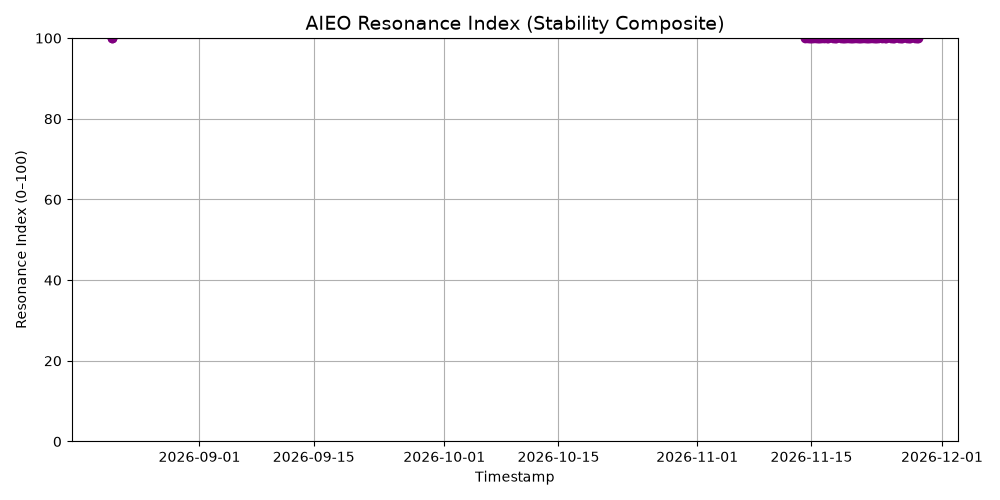 AIEO Resonance Index (Stability Composite)
Resonance Index (0–100)
100
80
60
40
20
0
2026-09-01 2026-09-15 2026-10-01 2026-10-15 2026-11-01 2026-11-15 2026-12-01
Timestamp